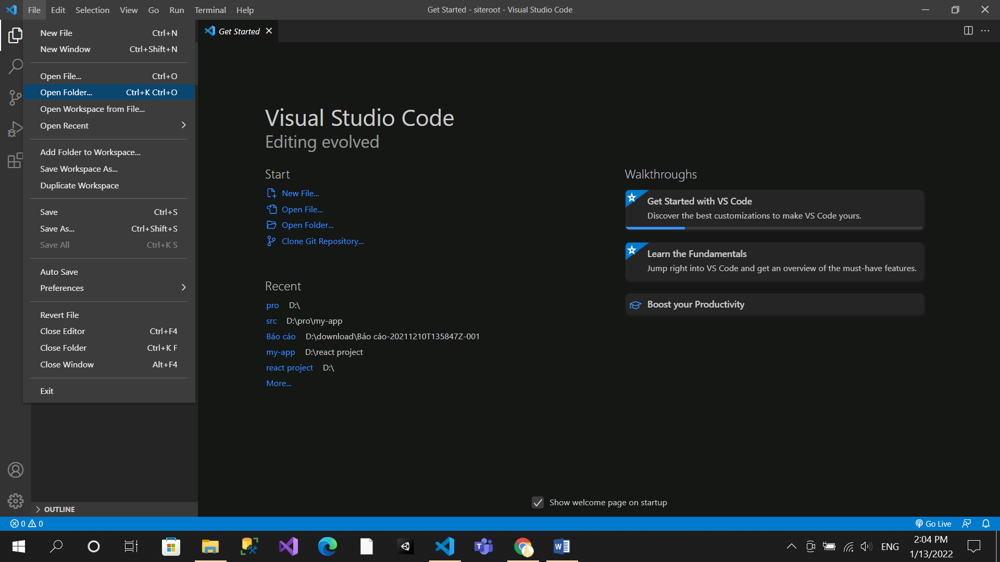 File Edit Selection View Go Run Terminal Help
Get Started - siteroot - Visual Studio Code
New File Ctrl+N
New Window Ctrl+Shift+N
Open File... Ctrl+O
Open Folder... Ctrl+K Ctrl+O
Open Workspace from File...
Open Recent
Add Folder to Workspace...
Save Workspace As...
Duplicate Workspace
Save Ctrl+S
Save As... Ctrl+Shift+S
Save All Ctrl+K S
Auto Save
Preferences
Revert File
Close Editor Ctrl+F4
Close Folder Ctrl+K F
Close Window Alt+F4
Exit
OUTLINE
Get Started
Visual Studio Code
Editing evolved
Start
New File...
Open File...
Open Folder...
Clone Git Repository...
Recent
pro D:\
src D:\pro\my-app
Báo cáo D:\download\Báo cáo-20211210T135847Z-001
my-app D:\react project
react project D:\
More...
Walkthroughs
Get Started with VS Code
Discover the best customizations to make VS Code yours.
Learn the Fundamentals
Jump right into VS Code and get an overview of the must-have features.
Boost your Productivity
Show welcome page on startup
0 0
Go Live
ENG
2:04 PM
1/13/2022